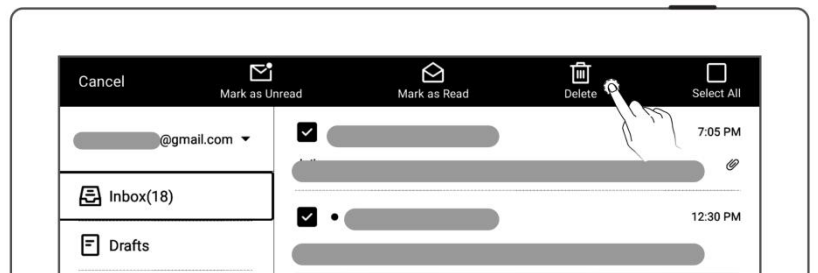 Cancel
Mark as Unread
Mark as Read
Delete
Select All
@gmail.com
7:05 PM
Inbox(18)
12:30 PM
Drafts